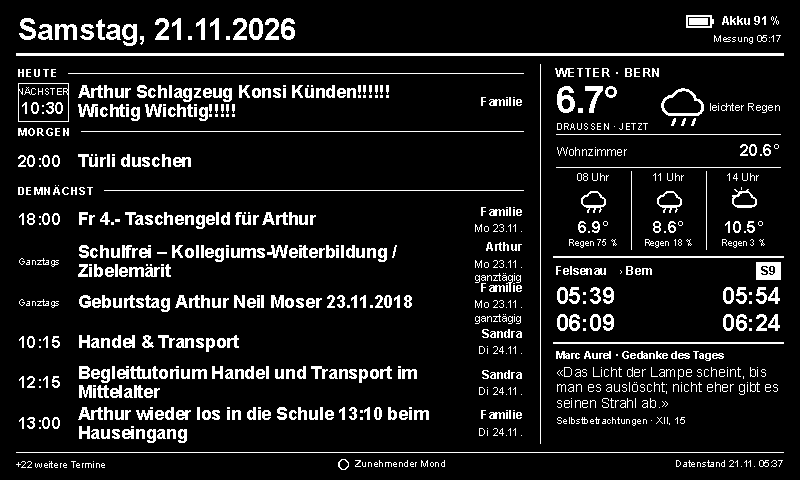 Samstag, 21.11.2026
Akku 91 %
Messung 05:17
HEUTE
NÄCHSTER
10:30
Arthur Schlagzeug Konsi Künden!!!!!!
Wichtig Wichtig!!!!!
Familie
MORGEN
20:00
Türli duschen
DEMNÄCHST
18:00
Fr 4.- Taschengeld für Arthur
Familie
Mo 23.11.
Ganztags
Schulfrei – Kollegiums-Weiterbildung /
Zibelemärit
Arthur
Mo 23.11.
ganztägig
Ganztags
Geburtstag Arthur Neil Moser 23.11.2018
Familie
Mo 23.11.
ganztägig
10:15
Handel & Transport
Sandra
Di 24.11.
12:15
Begleittutorium Handel und Transport im
Mittelalter
Sandra
Di 24.11.
13:00
Arthur wieder los in die Schule 13:10 beim
Hauseingang
Familie
Di 24.11.
WETTER · BERN
6.7°
leichter Regen
DRAUSSEN · JETZT
Wohnzimmer 20.6°
08 Uhr 11 Uhr 14 Uhr
6.9° 8.6° 10.5°
Regen 75 % Regen 18 % Regen 3 %
Felsenau › Bern S9
05:39 05:54
06:09 06:24
Marc Aurel · Gedanke des Tages
«Das Licht der Lampe scheint, bis
man es auslöscht; nicht eher gibt es
seinen Strahl ab.»
Selbstbetrachtungen · XII, 15
+22 weitere Termine
Zunehmender Mond
Datenstand 21.11. 05:37